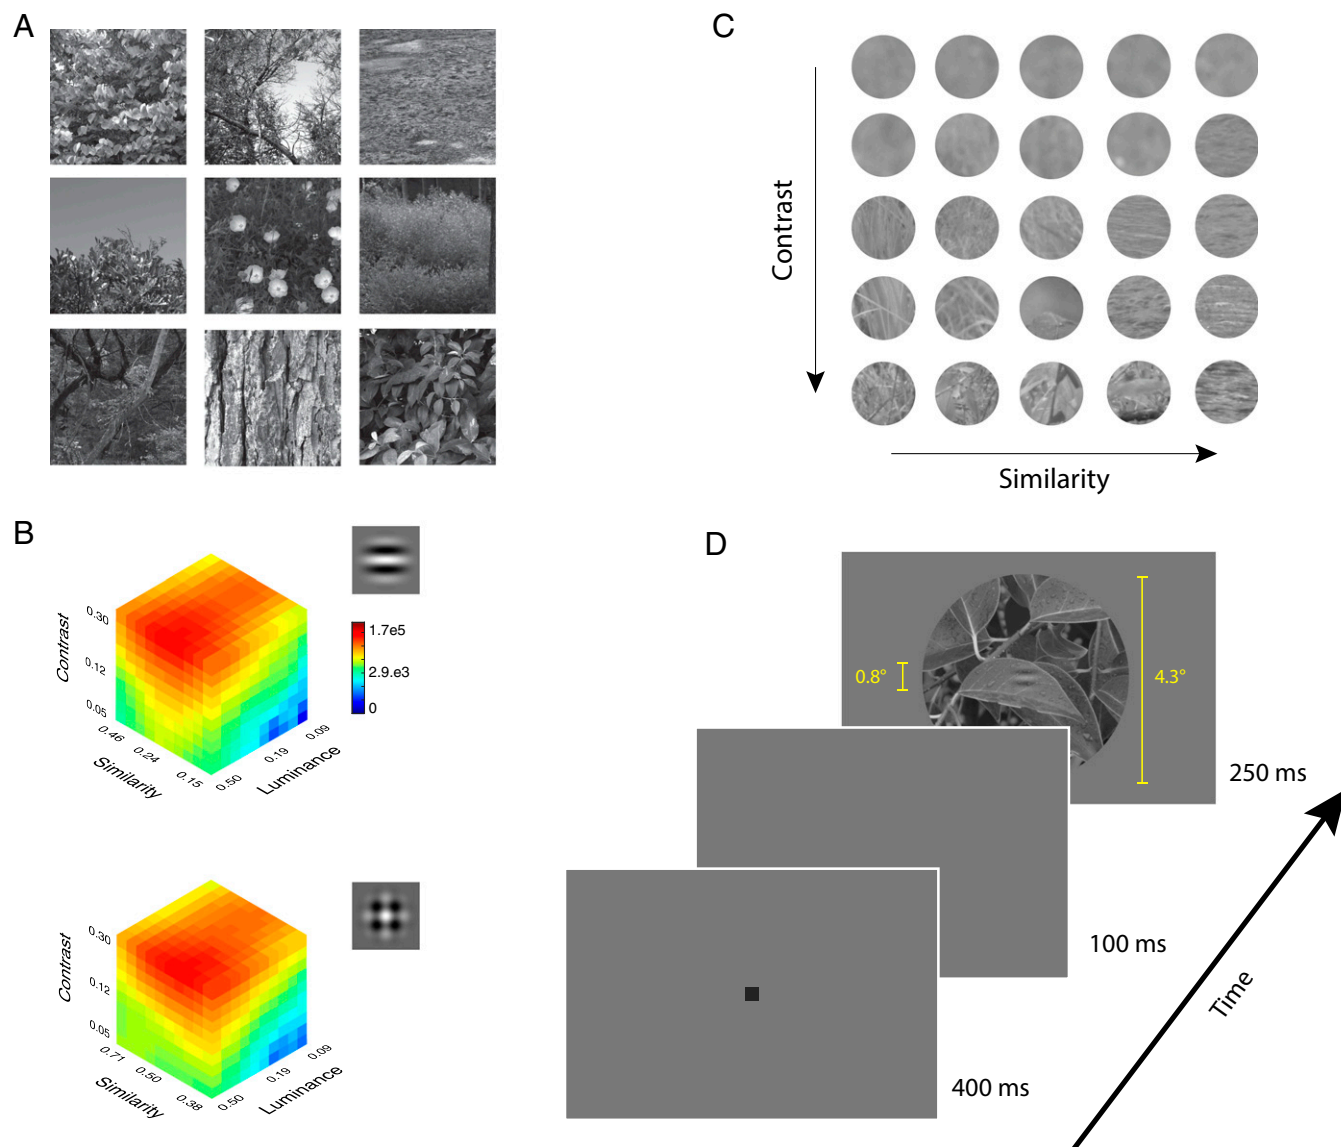 A
B
0.30
0.12
0.05
Contrast
0.46
0.24
0.15
Similarity
0.50
0.19
0.09
Luminance
1.7e5
2.9.e3
0
0.30
0.12
0.05
Contrast
0.71
0.50
0.38
Similarity
0.50
0.19
0.09
Luminance
C
Contrast
Similarity
D
0.8°
4.3°
250 ms
100 ms
400 ms
Time